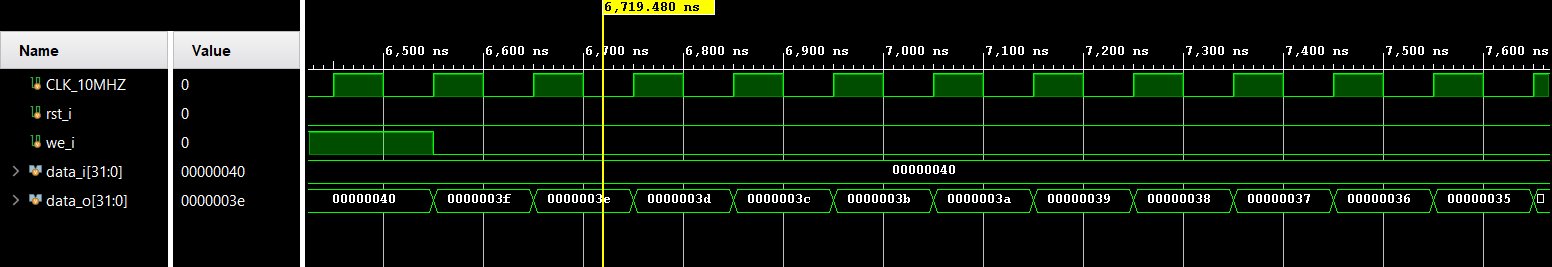 6,719.480 ns
Name Value
6,500 ns 6,600 ns 6,700 ns 6,800 ns 6,900 ns 7,000 ns 7,100 ns 7,200 ns 7,300 ns 7,400 ns 7,500 ns 7,600 ns
CLK_10MHZ 0
rst_i 0
we_i 0
data_i[31:0] 00000040 00000040
data_o[31:0] 0000003e 00000040 0000003f 0000003e 0000003d 0000003c 0000003b 0000003a 00000039 00000038 00000037 00000036 00000035